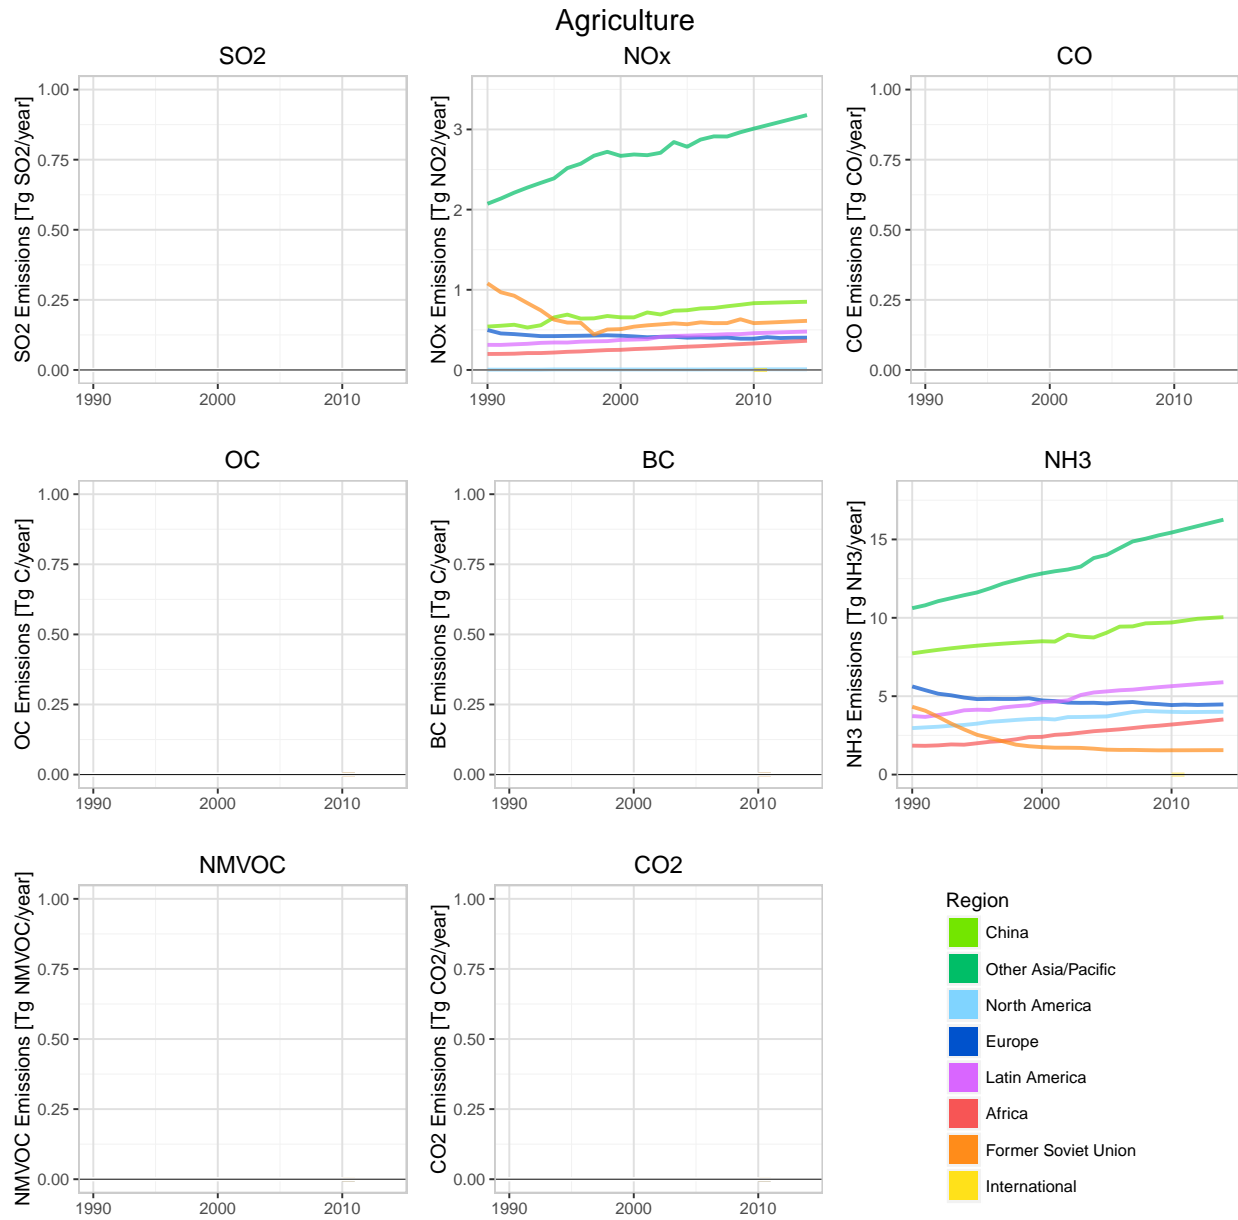 Agriculture
SO2
SO2 Emissions [Tg SO2/year]
1.00
0.75
0.50
0.25
0.00
1990
2000
2010
NOx
NOx Emissions [Tg NO2/year]
3
2
1
0
1990
2000
2010
CO
CO Emissions [Tg CO/year]
1.00
0.75
0.50
0.25
0.00
1990
2000
2010
OC
OC Emissions [Tg C/year]
1.00
0.75
0.50
0.25
0.00
1990
2000
2010
BC
BC Emissions [Tg C/year]
1.00
0.75
0.50
0.25
0.00
1990
2000
2010
NH3
NH3 Emissions [Tg NH3/year]
15
10
5
0
1990
2000
2010
NMVOC
NMVOC Emissions [Tg NMVOC/year]
1.00
0.75
0.50
0.25
0.00
1990
2000
2010
CO2
CO2 Emissions [Tg CO2/year]
1.00
0.75
0.50
0.25
0.00
1990
2000
2010
Region
China
Other Asia/Pacific
North America
Europe
Latin America
Africa
Former Soviet Union
International